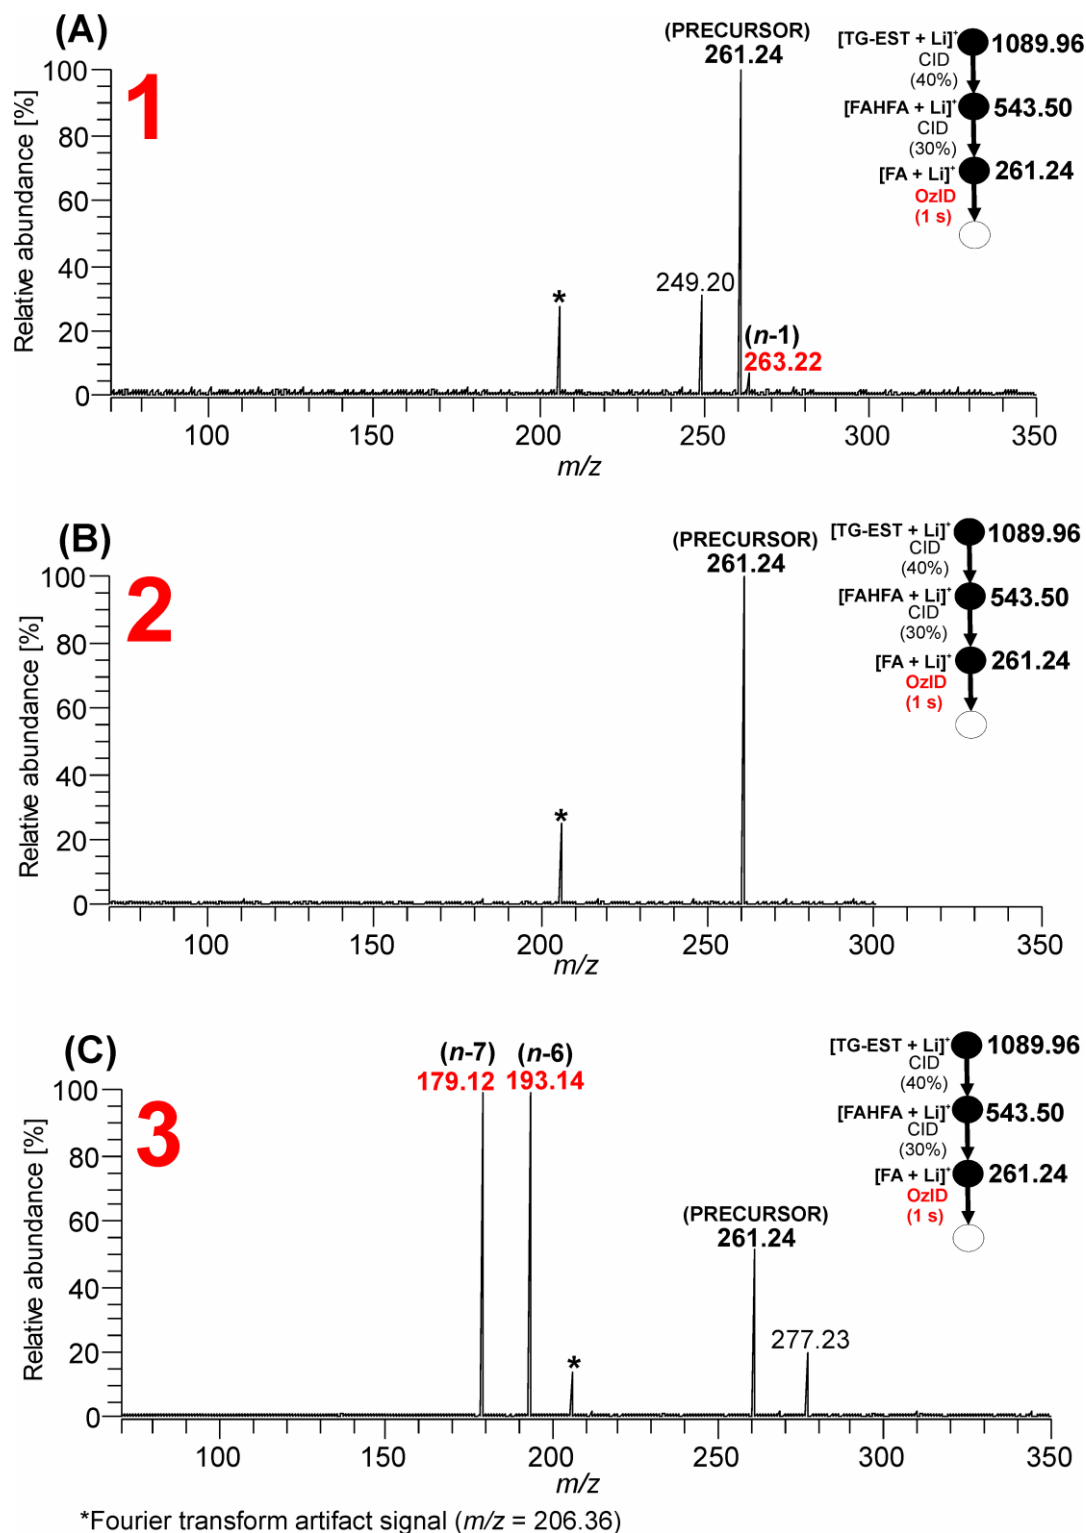 (A)
1
(PRECURSOR)
261.24
[TG-EST + Li]⁺ 1089.96
CID
(40%)
[FAHFA + Li]⁺ 543.50
CID
(30%)
[FA + Li]⁺ 261.24
OzID
(1 s)
Relative abundance [%]
100
80
60
40
20
0
*
249.20
(n-1)
263.22
100 150 200 250 300 350
m/z
(B)
2
(PRECURSOR)
261.24
[TG-EST + Li]⁺ 1089.96
CID
(40%)
[FAHFA + Li]⁺ 543.50
CID
(30%)
[FA + Li]⁺ 261.24
OzID
(1 s)
Relative abundance [%]
100
80
60
40
20
0
*
100 150 200 250 300 350
m/z
(C)
3
(n-7) (n-6)
179.12 193.14
(PRECURSOR)
261.24
277.23
[TG-EST + Li]⁺ 1089.96
CID
(40%)
[FAHFA + Li]⁺ 543.50
CID
(30%)
[FA + Li]⁺ 261.24
OzID
(1 s)
Relative abundance [%]
100
80
60
40
20
0
*
100 150 200 250 300 350
m/z
*Fourier transform artifact signal (m/z = 206.36)